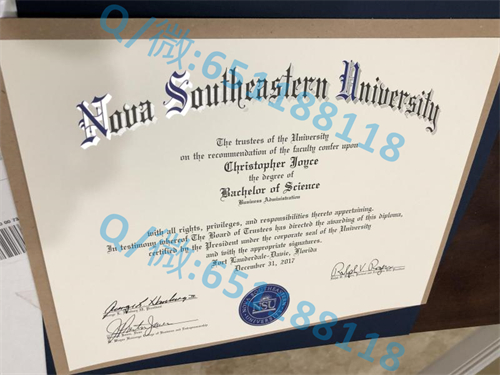 Q/微:651188118
Nova Southeastern University
The trustees of the University
on the recommendation of the faculty confer upon
Christopher Joyce
the degree of
Bachelor of Science
Business Administration
with all rights, privileges, and responsibilities thereto appertaining.
In testimony whereof The Board of Trustees has directed the awarding of this diploma,
certified by the President under the corporate seal of the University
and with the appropriate signatures.
Fort Lauderdale-Davie, Florida
December 31, 2017
Q/微:651188118
NSU